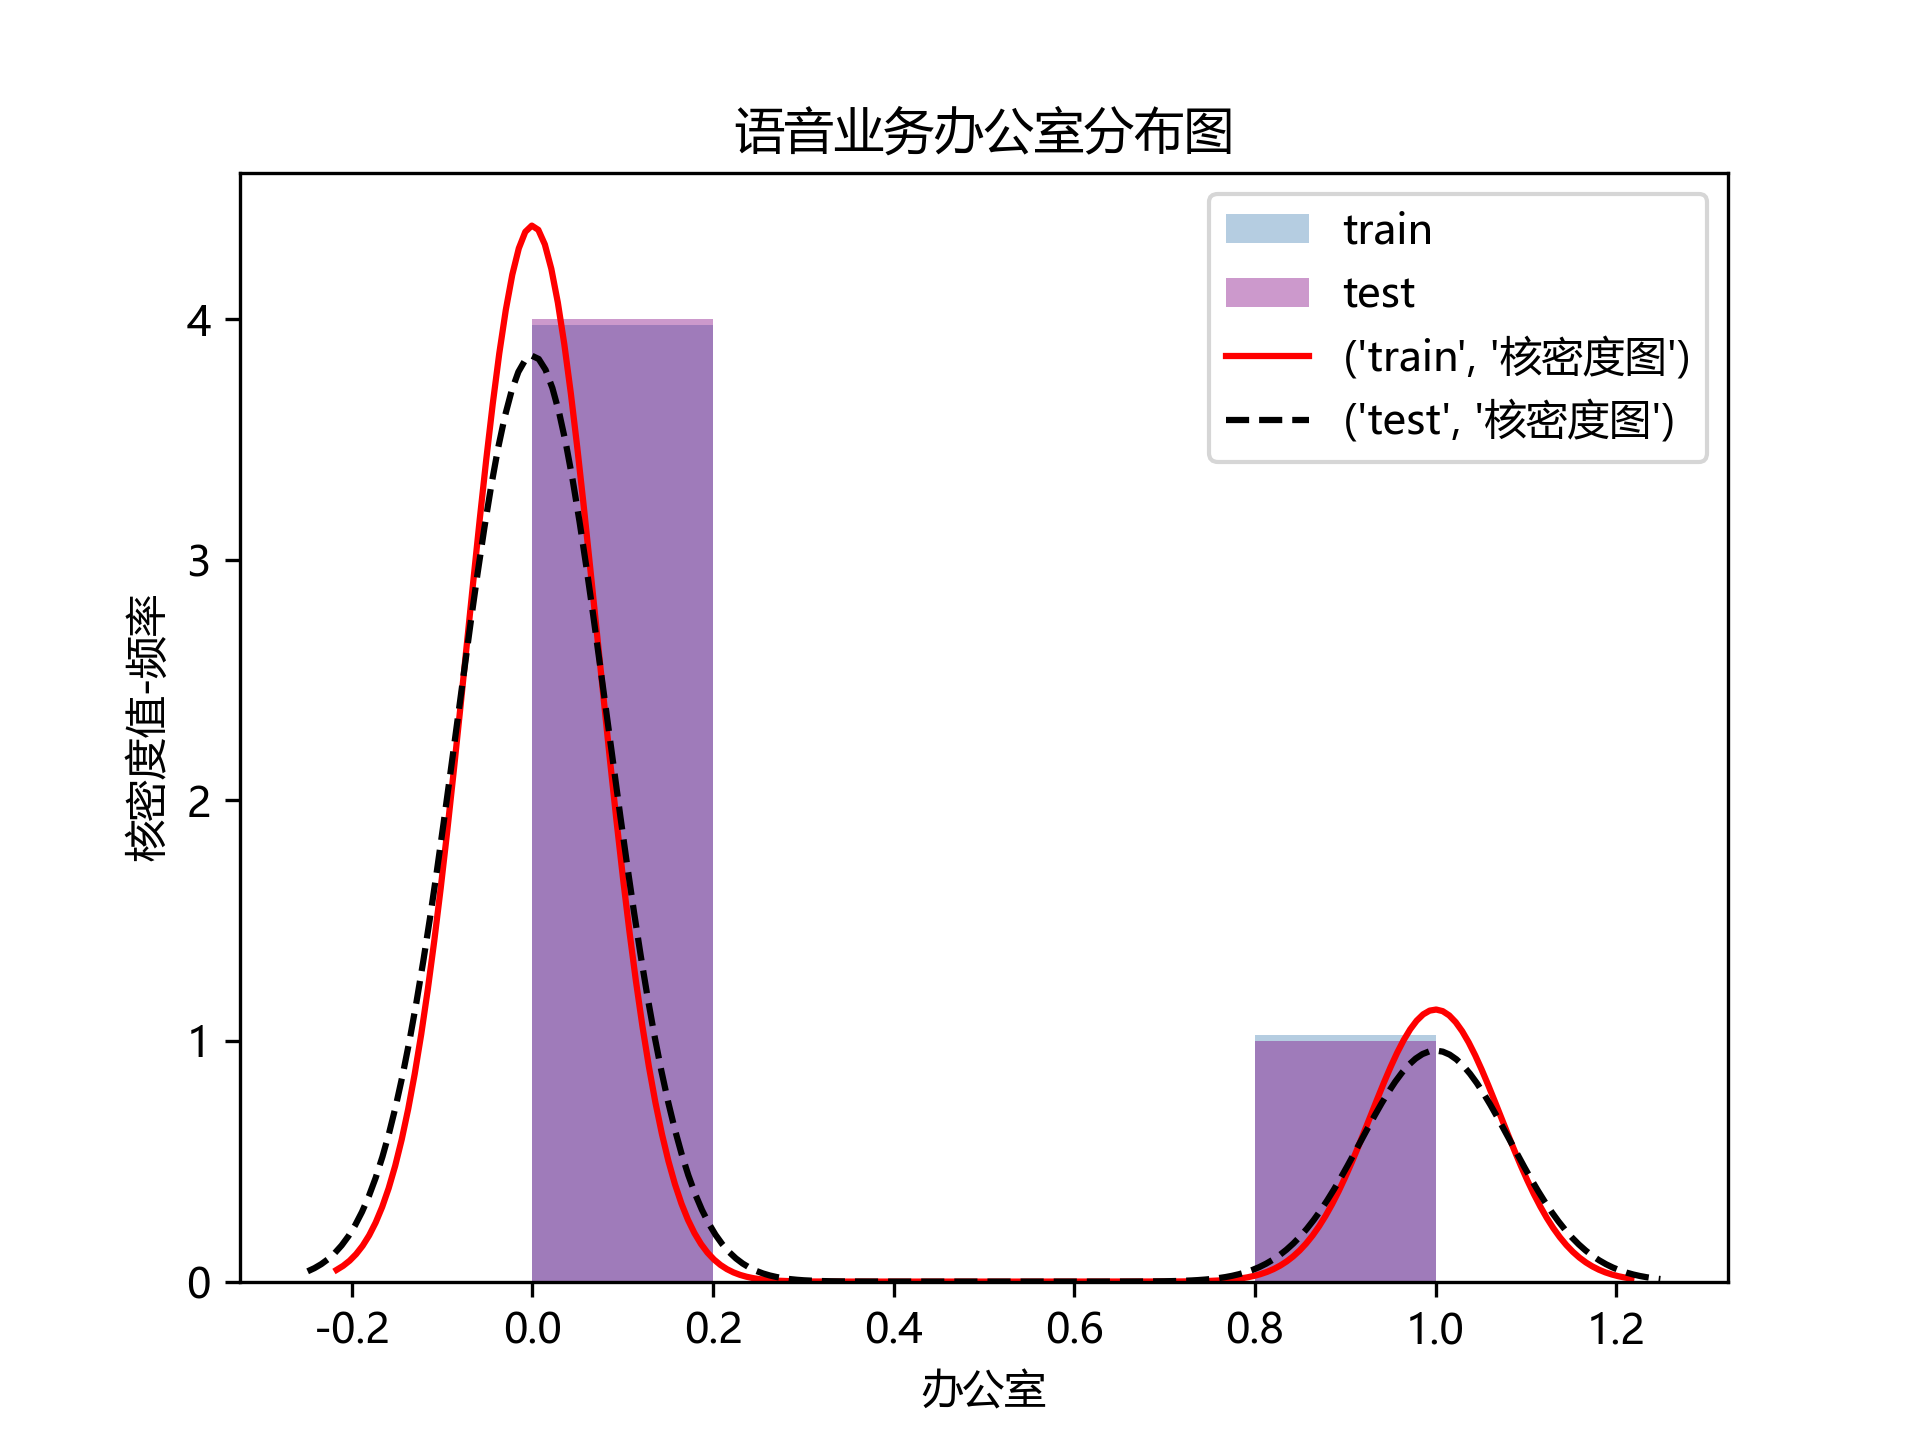 语音业务办公室分布图
train
test
('train', '核密度图')
('test', '核密度图')
核密度值-频率
4
3
2
1
0
-0.2 0.0 0.2 0.4 0.6 0.8 1.0 1.2
办公室